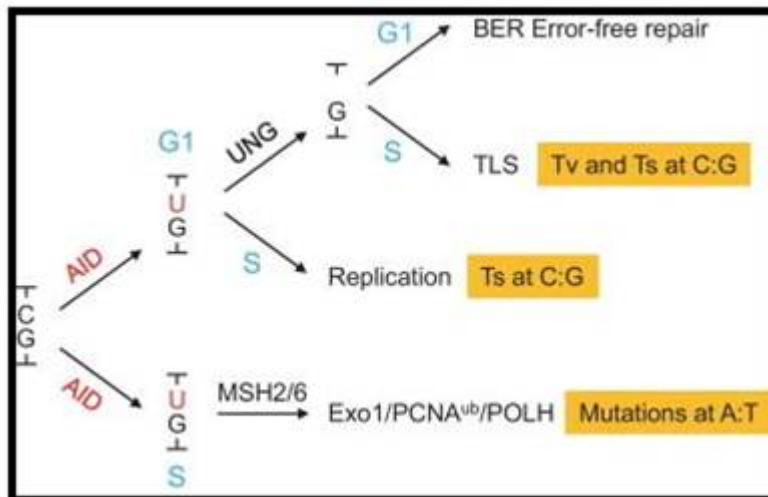 G1 BER Error-free repair
G
G1 UNG
S TLS Tv and Ts at C:G
U
G
AID S Replication Ts at C:G
C
G
AID
U MSH2/6 Exo1/PCNAᵘᵇ/POLH Mutations at A:T
G
S